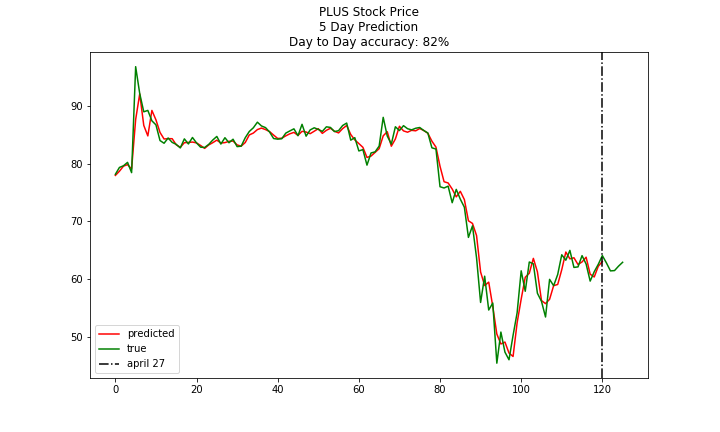 PLUS Stock Price
5 Day Prediction
Day to Day accuracy: 82%
90
80
70
60
50
predicted
true
april 27
0 20 40 60 80 100 120